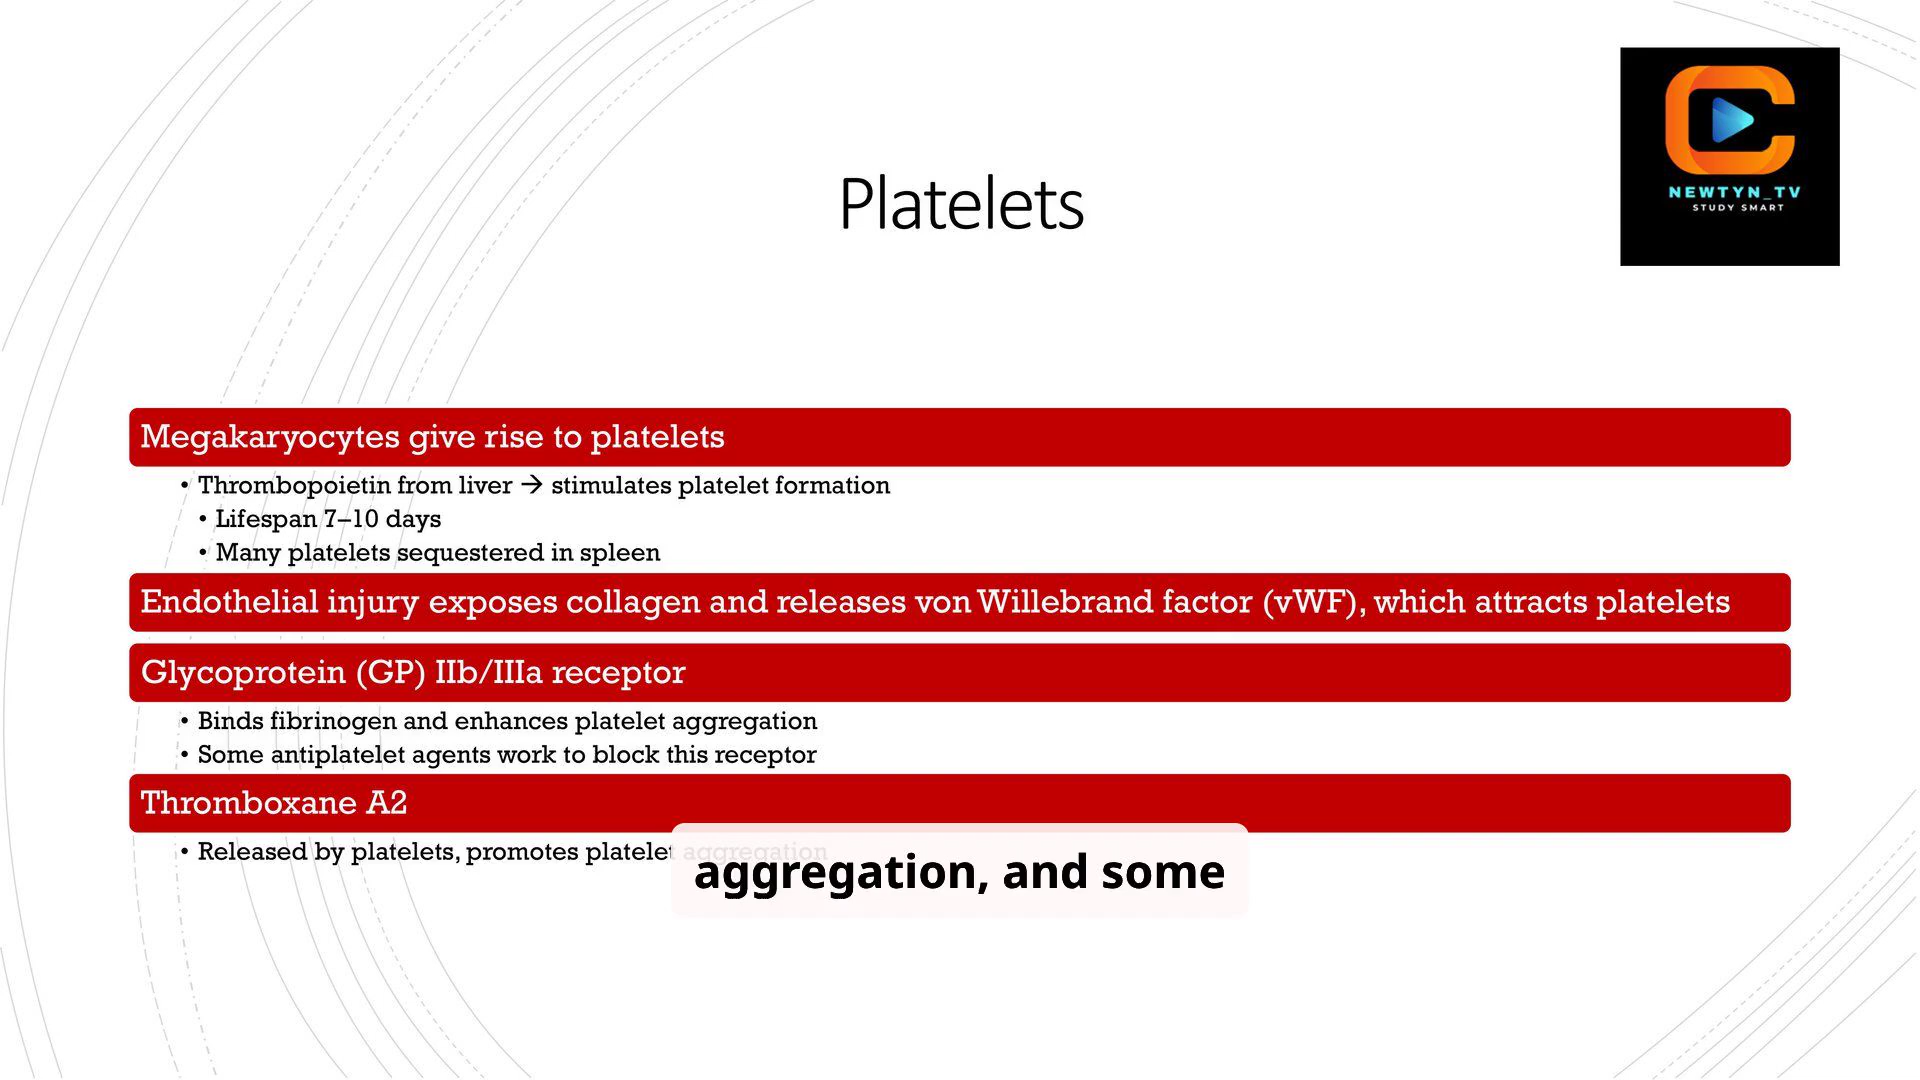 NEWTYN_TV
STUDY SMART
Platelets
Megakaryocytes give rise to platelets
• Thrombopoietin from liver → stimulates platelet formation
• Lifespan 7–10 days
• Many platelets sequestered in spleen
Endothelial injury exposes collagen and releases von Willebrand factor (vWF), which attracts platelets
Glycoprotein (GP) IIb/IIIa receptor
• Binds fibrinogen and enhances platelet aggregation
• Some antiplatelet agents work to block this receptor
Thromboxane A2
• Released by platelets, promotes platelet aggregation
aggregation, and some